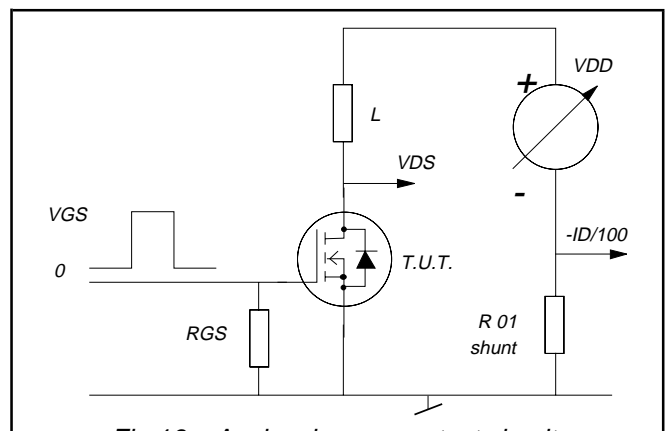 +
VDD
L
VDS
-
VGS
-ID/100
0
T.U.T.
RGS
R 01
shunt